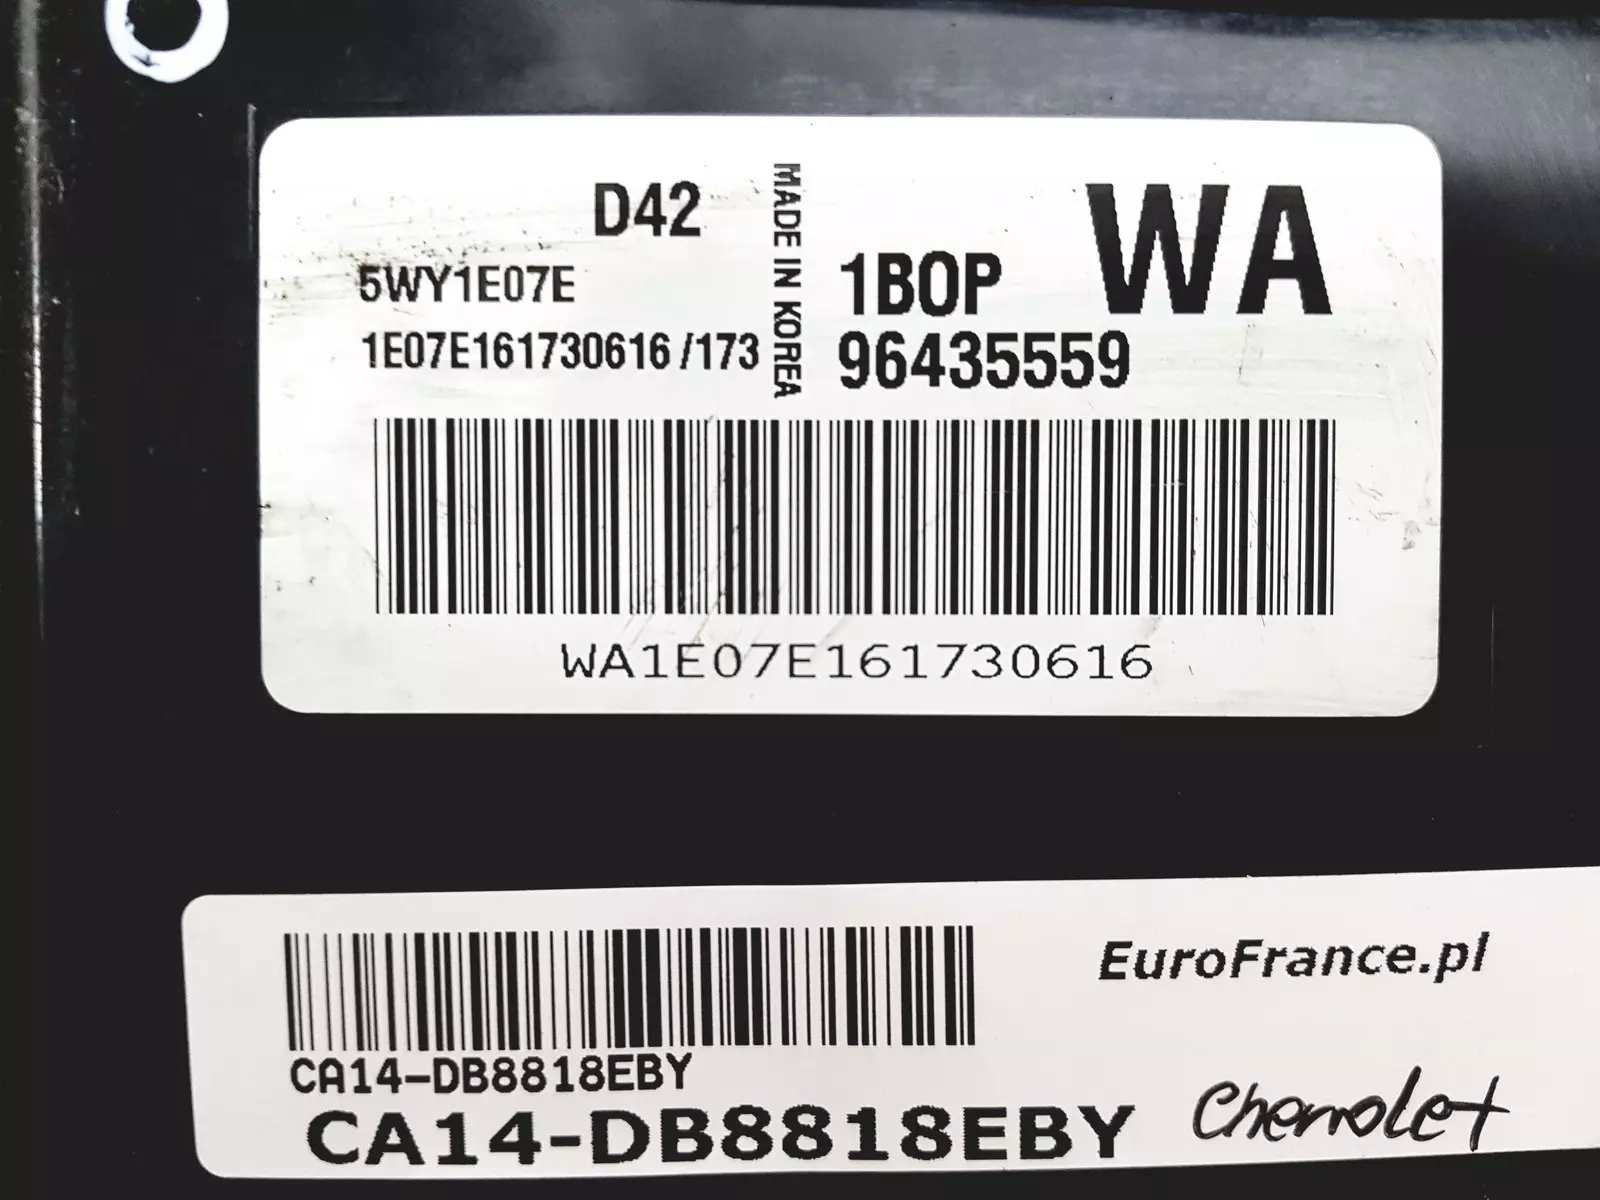 D42
5WY1E07E
1E07E161730616 /173
MADE IN KOREA
1BOP
96435559
WA
WA1E07E161730616
EuroFrance.pl
CA14-DB8818EBY
CA14-DB8818EBY
Chevrolet